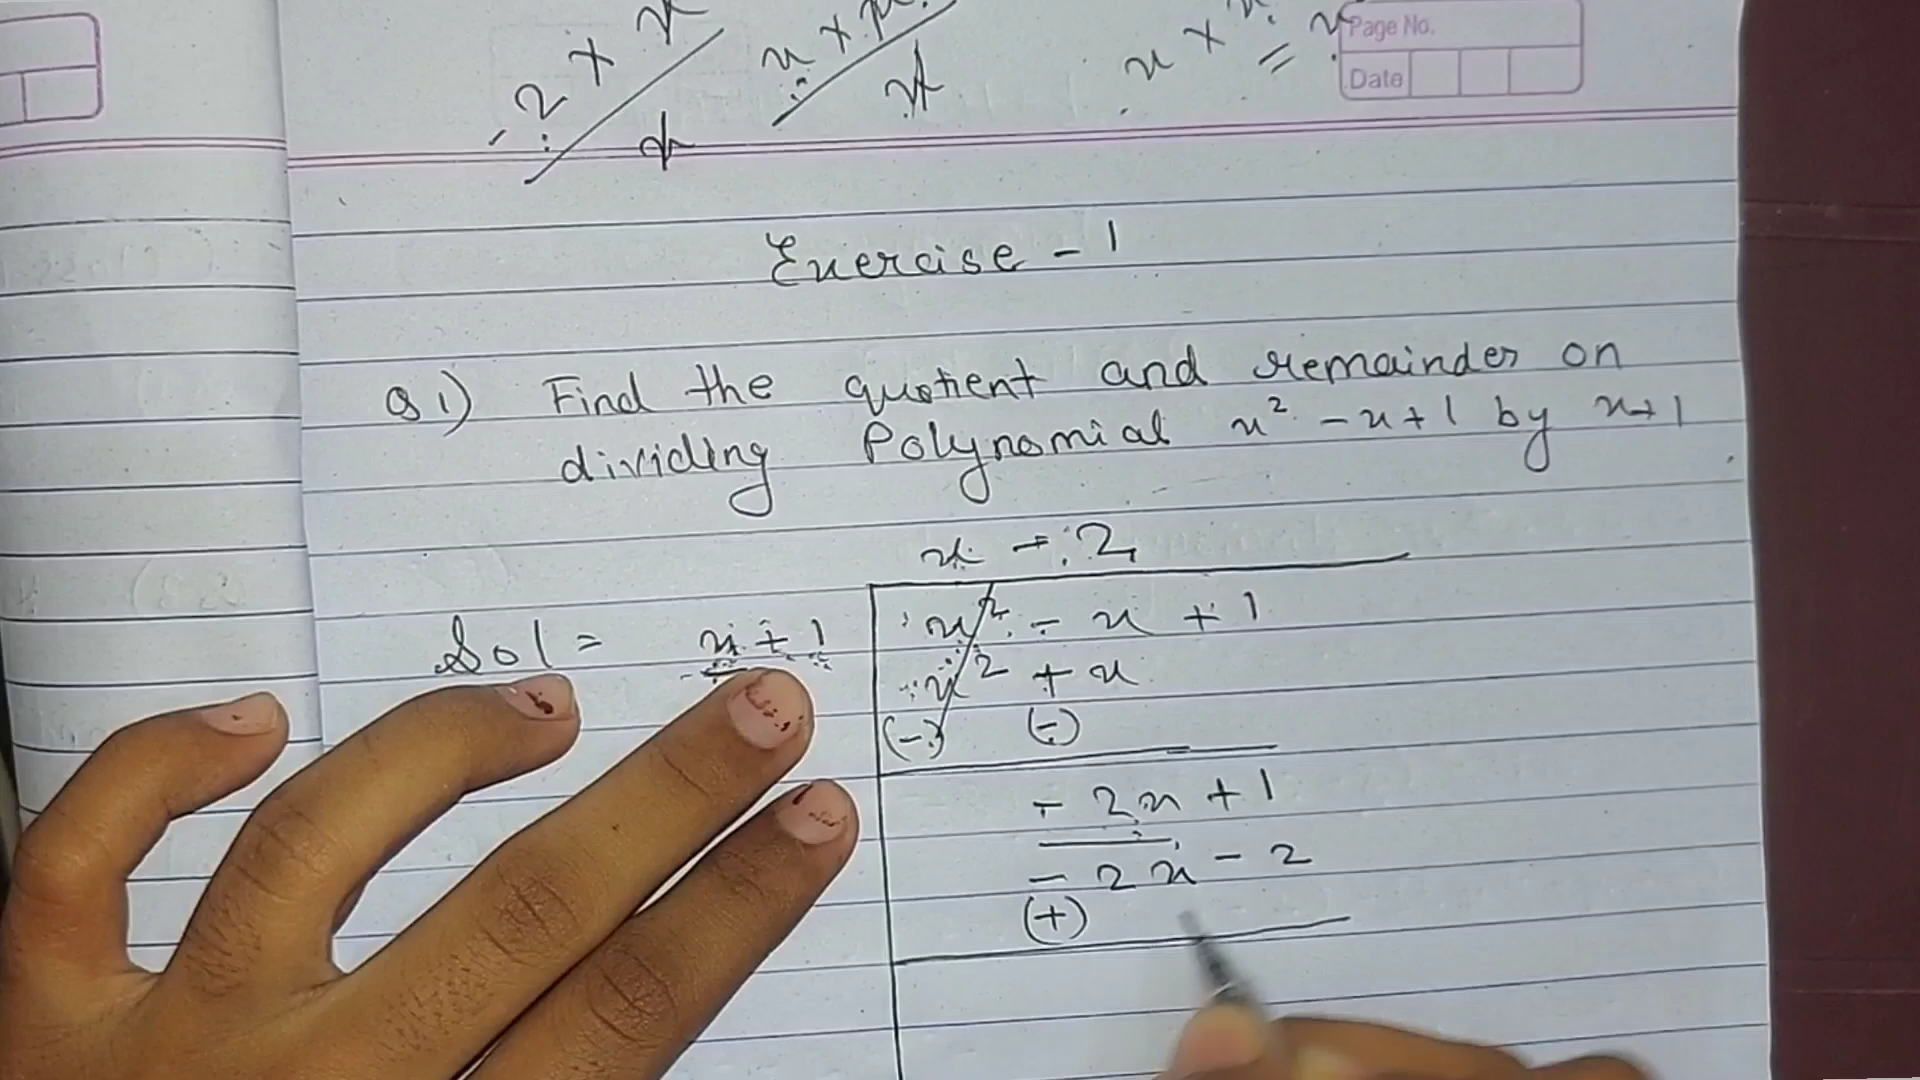 -2 × x
x
x × x
x
x × x
= x
Page No.
Date
Exercise - 1
Q1) Find the quotient and remainder on
dividing Polynomial x² - x + 1 by x+1
x - 2
Sol = x + 1
x² - x + 1
x² + x
(-) (-)
- 2x + 1
- 2x - 2
(+)